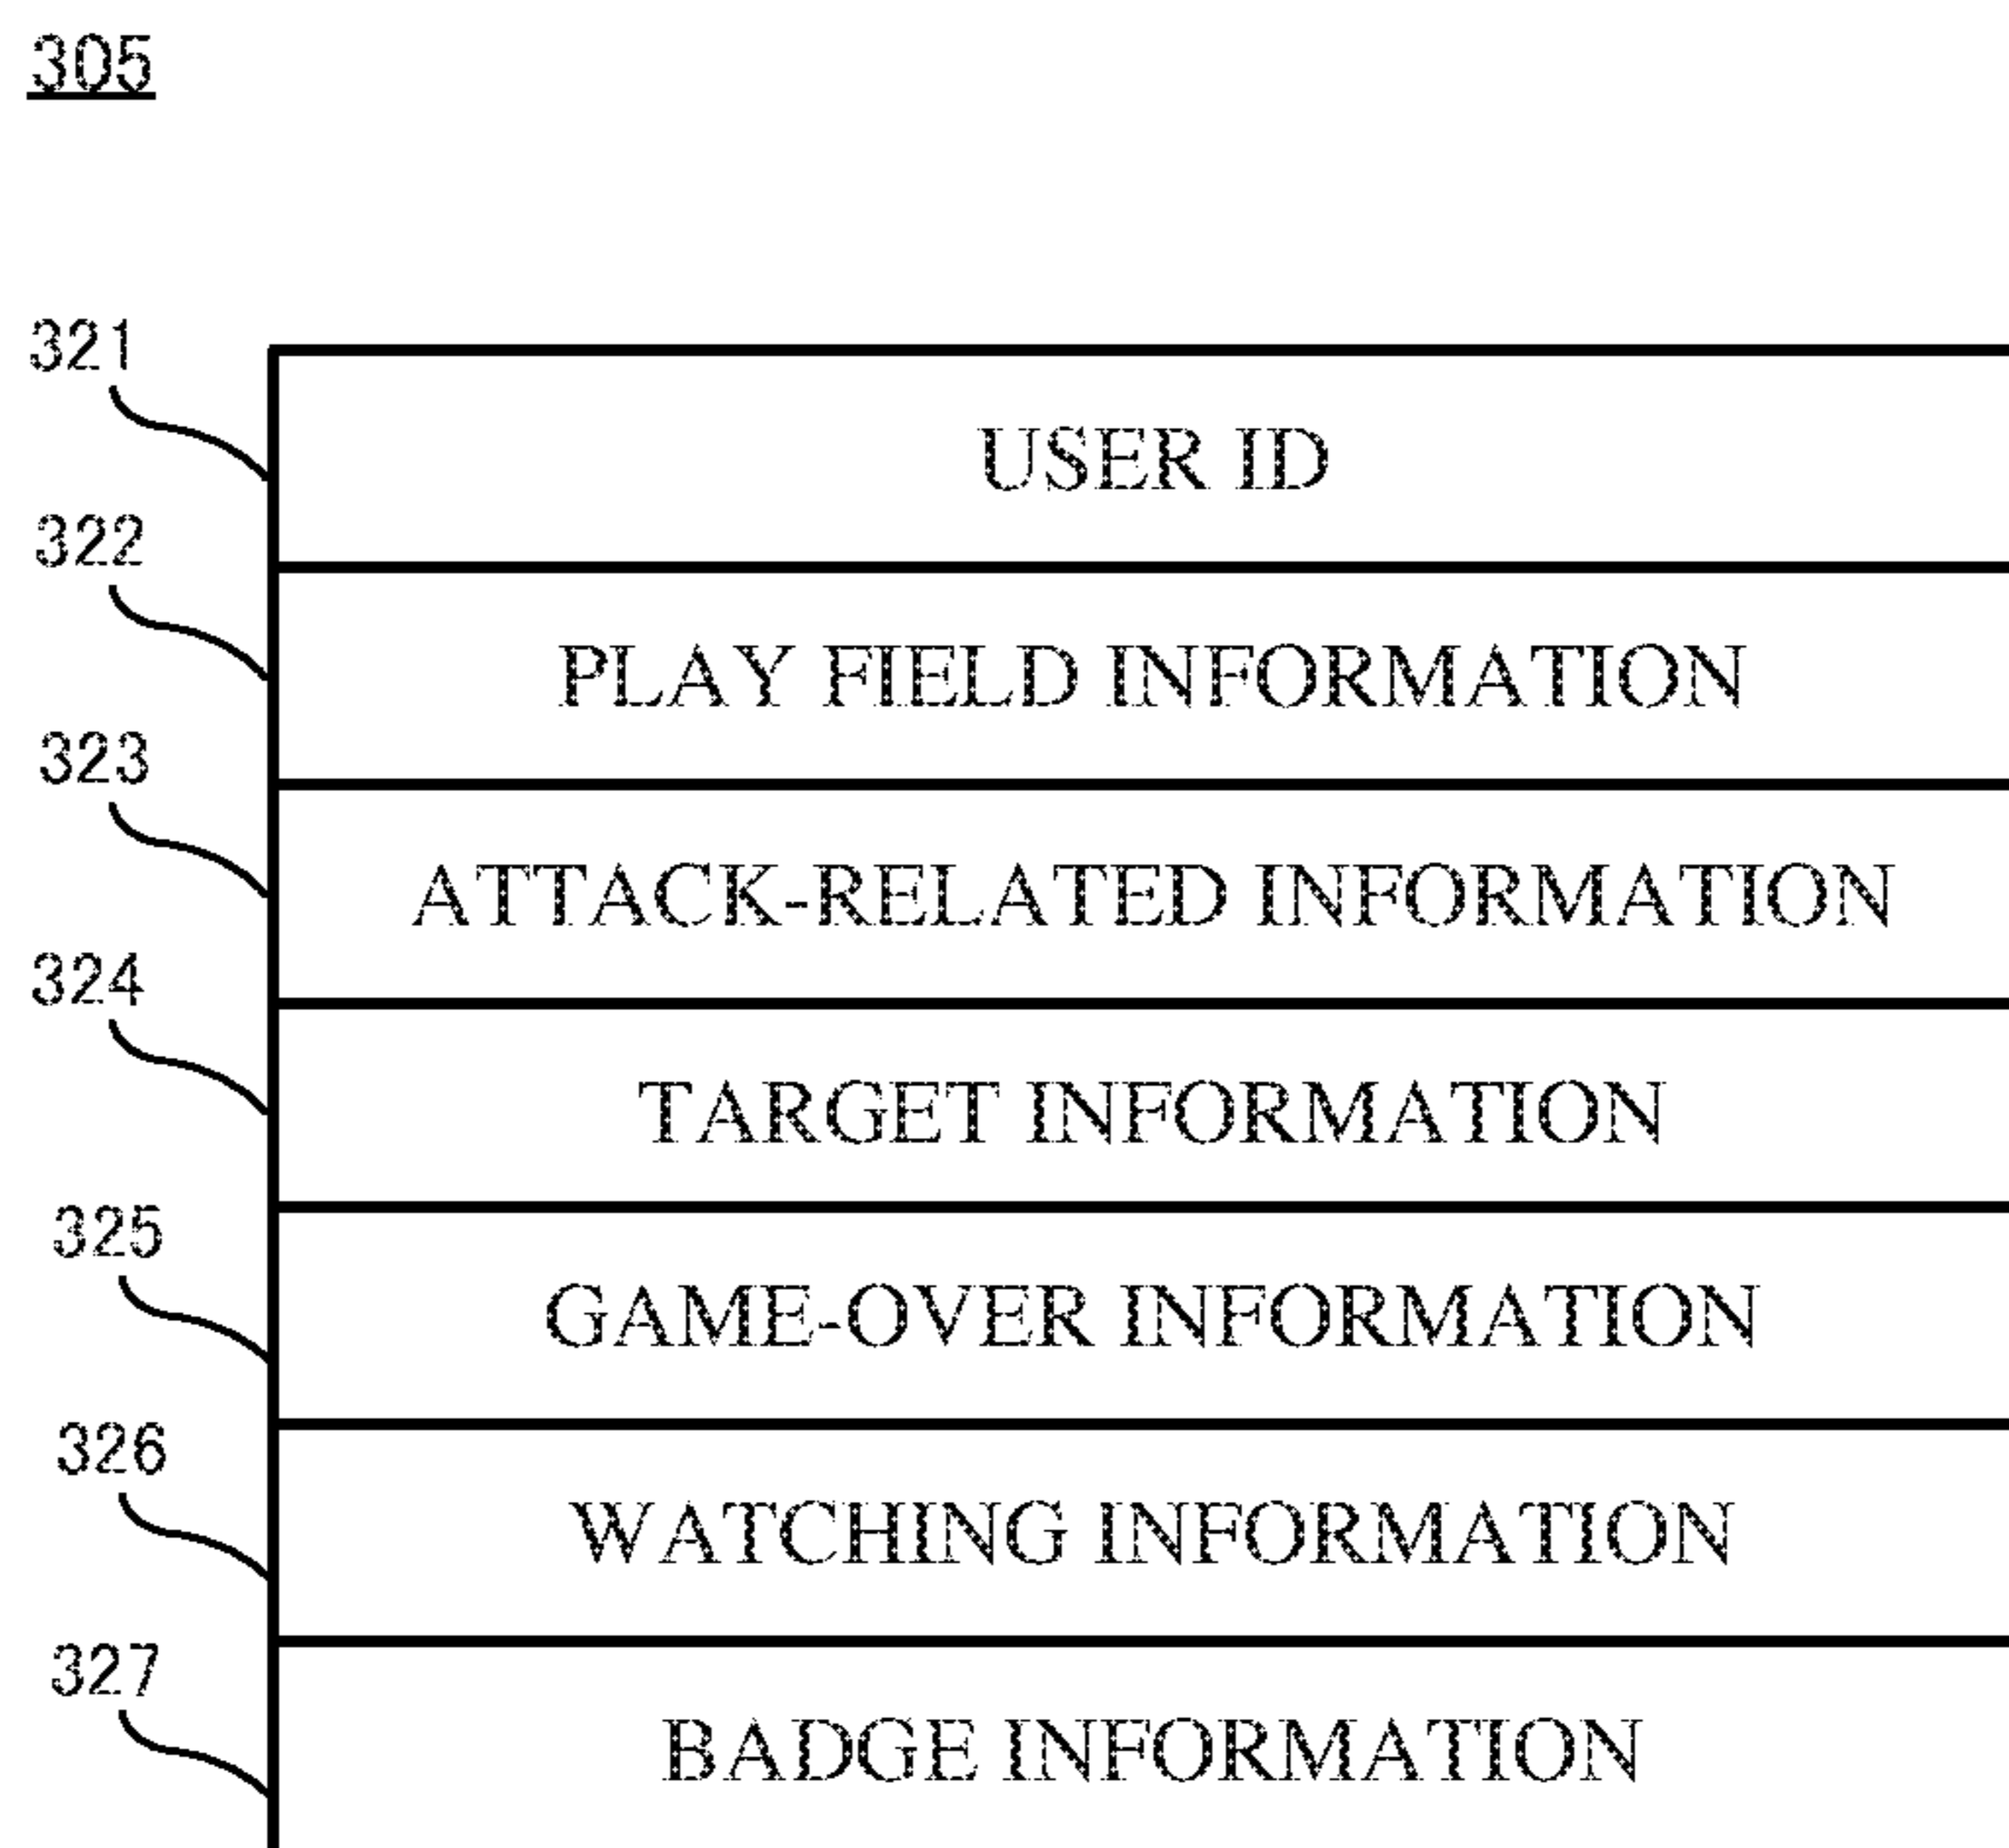 305
321
USER ID
322
PLAY FIELD INFORMATION
323
ATTACK-RELATED INFORMATION
324
TARGET INFORMATION
325
GAME-OVER INFORMATION
326
WATCHING INFORMATION
327
BADGE INFORMATION